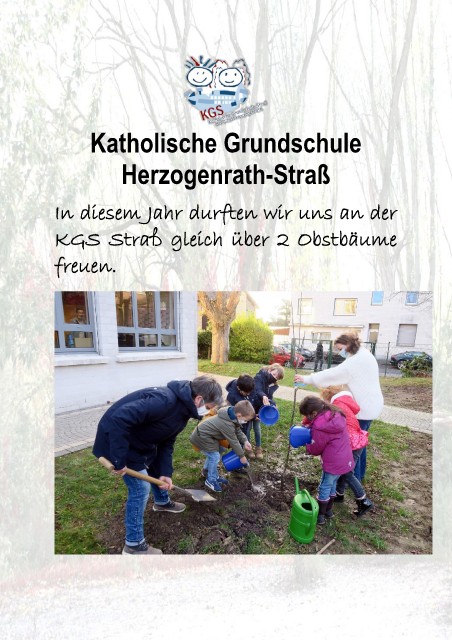 KGS
Katholische Grundschule
Herzogenrath-Straß
In diesem Jahr durften wir uns an der
KGS Straß gleich über 2 Obstbäume
freuen.